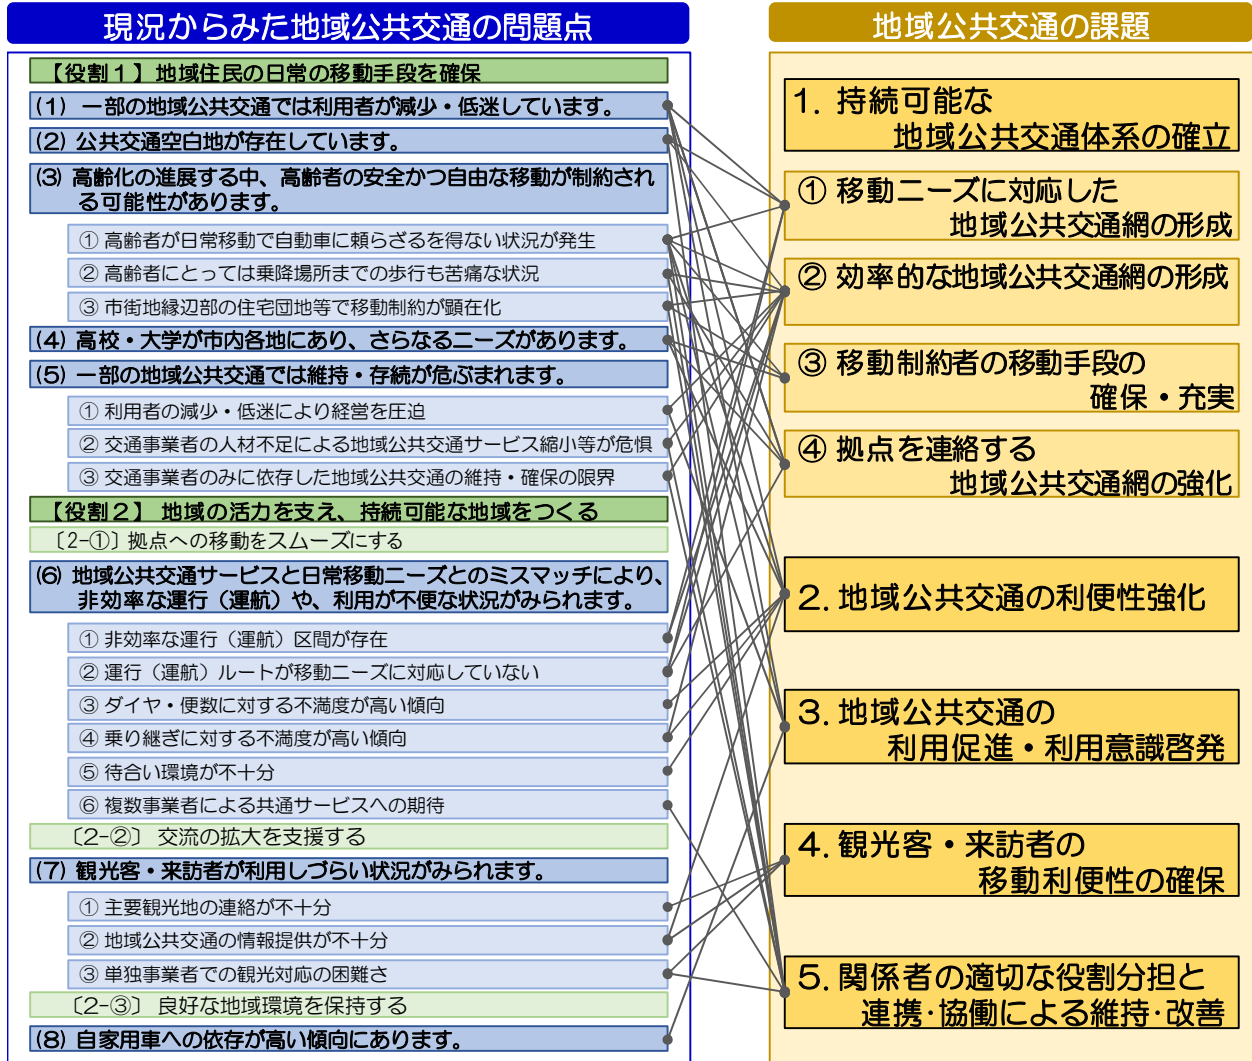 現況からみた地域公共交通の問題点
【役割１】地域住民の日常の移動手段を確保
(1) 一部の地域公共交通では利用者が減少・低迷しています。
(2) 公共交通空白地が存在しています。
(3) 高齢化の進展する中、高齢者の安全かつ自由な移動が制約され
る可能性があります。
① 高齢者が日常移動で自動車に頼らざるを得ない状況が発生
② 高齢者にとっては乗降場所までの歩行も苦痛な状況
③ 市街地縁辺部の住宅団地等で移動制約が顕在化
(4) 高校・大学が市内各地にあり、さらなるニーズがあります。
(5) 一部の地域公共交通では維持・存続が危ぶまれます。
① 利用者の減少・低迷により経営を圧迫
② 交通事業者の人材不足による地域公共交通サービス縮小等が危惧
③ 交通事業者のみに依存した地域公共交通の維持・確保の限界
【役割２】 地域の活力を支え、持続可能な地域をつくる
〔2-①〕拠点への移動をスムーズにする
(6) 地域公共交通サービスと日常移動ニーズとのミスマッチにより、
非効率な運行（運航）や、利用が不便な状況がみられます。
① 非効率な運行（運航）区間が存在
② 運行（運航）ルートが移動ニーズに対応していない
③ ダイヤ・便数に対する不満度が高い傾向
④ 乗り継ぎに対する不満度が高い傾向
⑤ 待合い環境が不十分
⑥ 複数事業者による共通サービスへの期待
〔2-②〕 交流の拡大を支援する
(7) 観光客・来訪者が利用しづらい状況がみられます。
① 主要観光地の連絡が不十分
② 地域公共交通の情報提供が不十分
③ 単独事業者での観光対応の困難さ
〔2-③〕 良好な地域環境を保持する
(8) 自家用車への依存が高い傾向にあります。
地域公共交通の課題
1. 持続可能な
地域公共交通体系の確立
① 移動ニーズに対応した
地域公共交通網の形成
② 効率的な地域公共交通網の形成
③ 移動制約者の移動手段の
確保・充実
④ 拠点を連絡する
地域公共交通網の強化
2. 地域公共交通の利便性強化
3. 地域公共交通の
利用促進・利用意識啓発
4. 観光客・来訪者の
移動利便性の確保
5. 関係者の適切な役割分担と
連携・協働による維持・改善